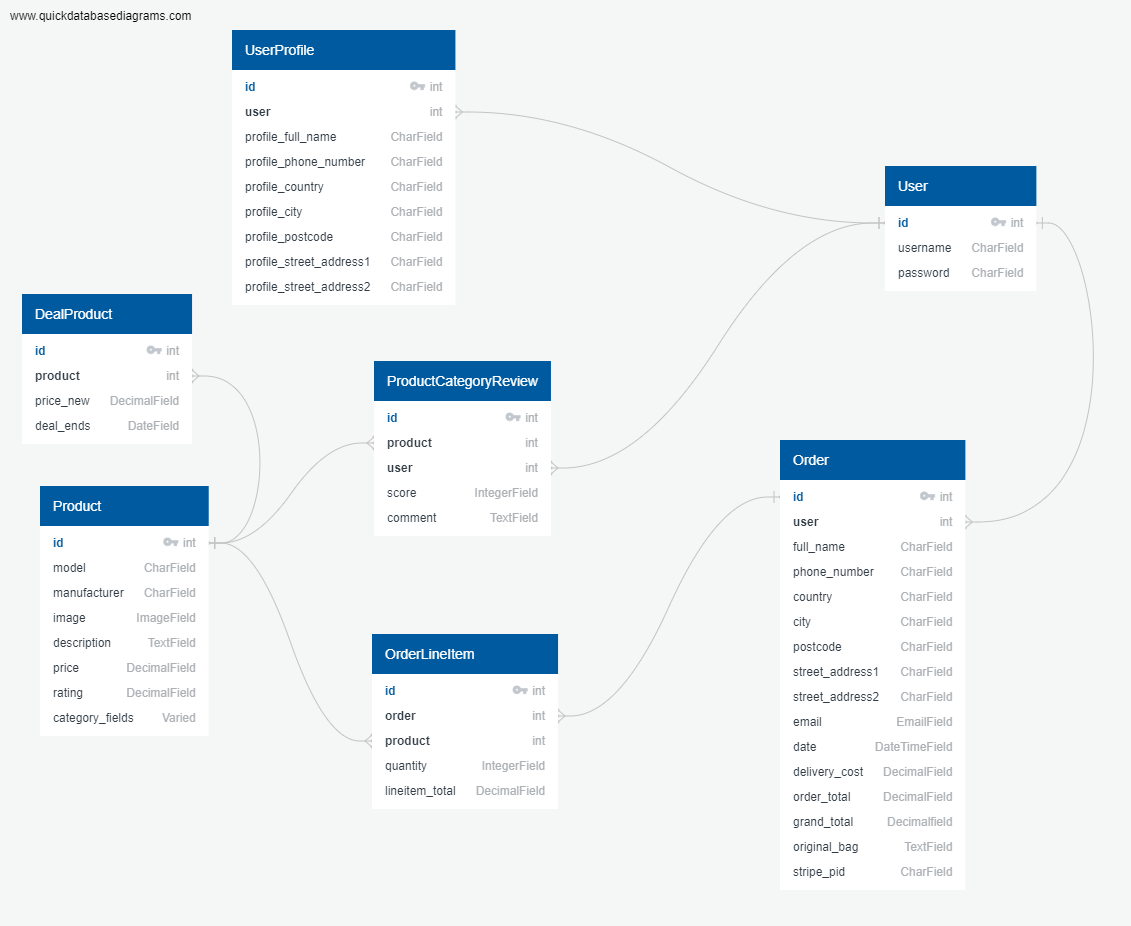 www.quickdatabasediagrams.com
UserProfile
id int
user int
profile_full_name CharField
profile_phone_number CharField
profile_country CharField
profile_city CharField
profile_postcode CharField
profile_street_address1 CharField
profile_street_address2 CharField
User
id int
username CharField
password CharField
DealProduct
id int
product int
price_new DecimalField
deal_ends DateField
ProductCategoryReview
id int
product int
user int
score IntegerField
comment TextField
Product
id int
model CharField
manufacturer CharField
image ImageField
description TextField
price DecimalField
rating DecimalField
category_fields Varied
OrderLineItem
id int
order int
product int
quantity IntegerField
lineitem_total DecimalField
Order
id int
user int
full_name CharField
phone_number CharField
country CharField
city CharField
postcode CharField
street_address1 CharField
street_address2 CharField
email EmailField
date DateTimeField
delivery_cost DecimalField
order_total DecimalField
grand_total Decimalfield
original_bag TextField
stripe_pid CharField